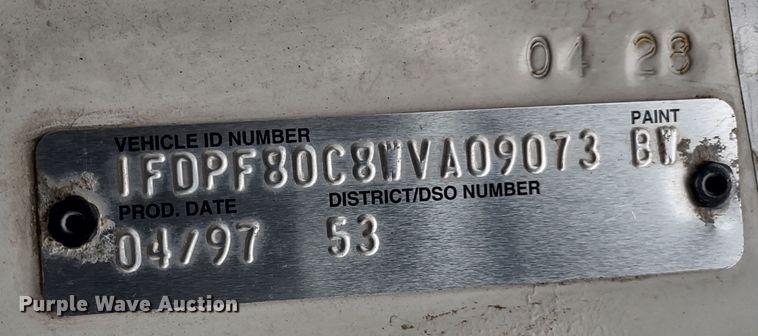 04 28
VEHICLE ID NUMBER PAINT
1FDPF80C8WVA09073 BW
PROD. DATE DISTRICT/DSO NUMBER
04/97 53
Purple Wave Auction